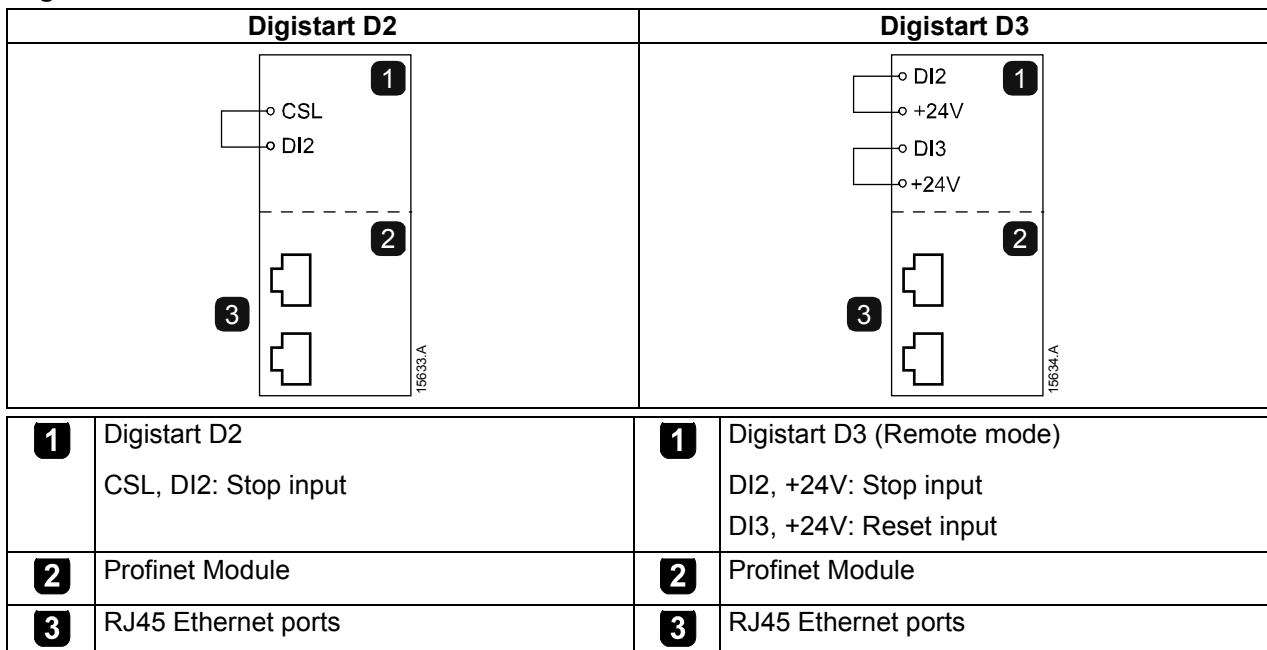 Digistart D2
Digistart D3
1
CSL
DI2
2
3
15633.A
1
DI2
+24V
DI3
+24V
2
3
15634.A
1 Digistart D2
CSL, DI2: Stop input
1 Digistart D3 (Remote mode)
DI2, +24V: Stop input
DI3, +24V: Reset input
2 Profinet Module
2 Profinet Module
3 RJ45 Ethernet ports
3 RJ45 Ethernet ports